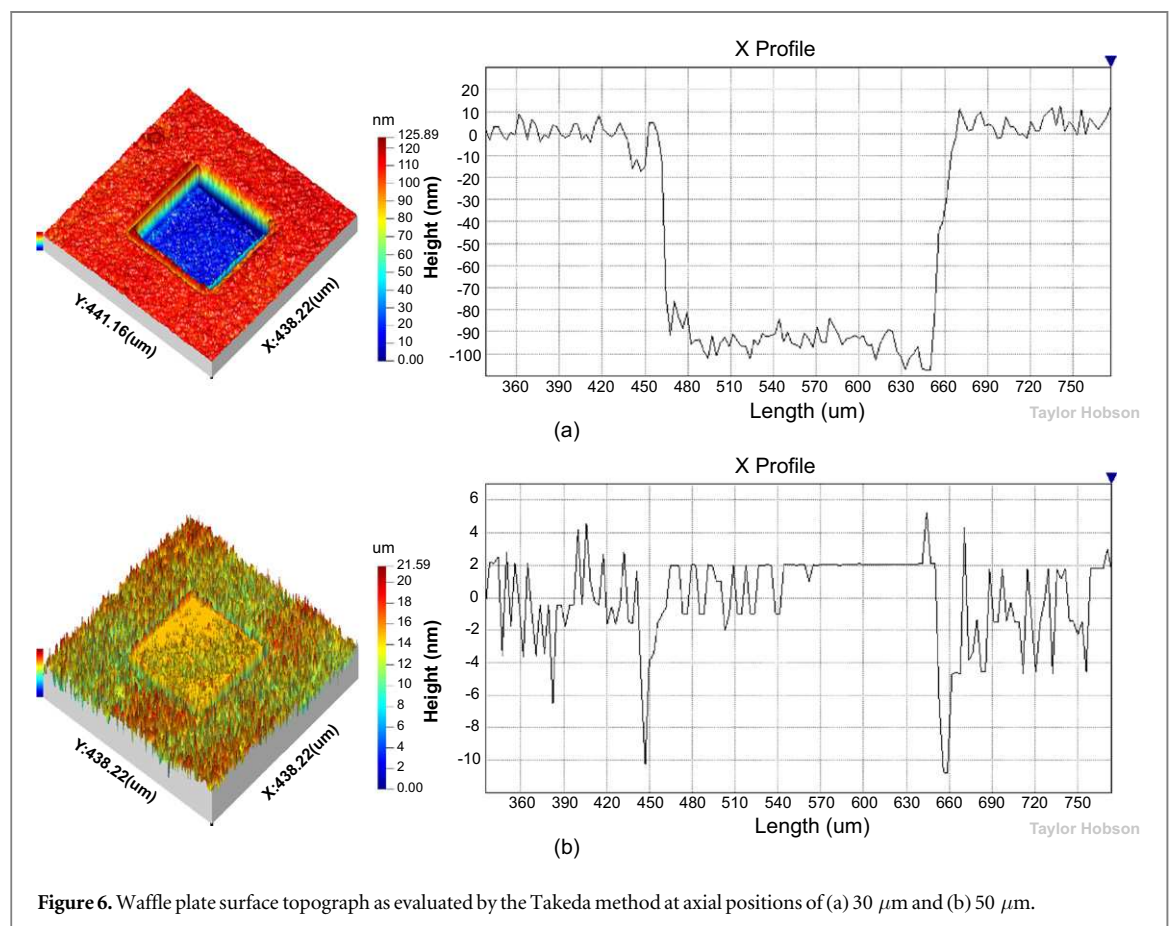 X Profile
nm
125.89
120
110
100
90
80
70
60
50
40
30
20
10
0.00
Y:441.16(um)
X:438.22(um)
Height (nm)
20
10
0
-10
-20
-30
-40
-50
-60
-70
-80
-90
-100
360 390 420 450 480 510 540 570 600 630 660 690 720 750
Length (um)
Taylor Hobson
(a)
X Profile
um
21.59
20
18
16
14
12
10
8
6
4
2
0.00
Y:438.22(um)
X:438.22(um)
Height (nm)
6
4
2
0
-2
-4
-6
-8
-10
360 390 420 450 480 510 540 570 600 630 660 690 720 750
Length (um)
Taylor Hobson
(b)
Figure 6. Waffle plate surface topograph as evaluated by the Takeda method at axial positions of (a) 30 μm and (b) 50 μm.